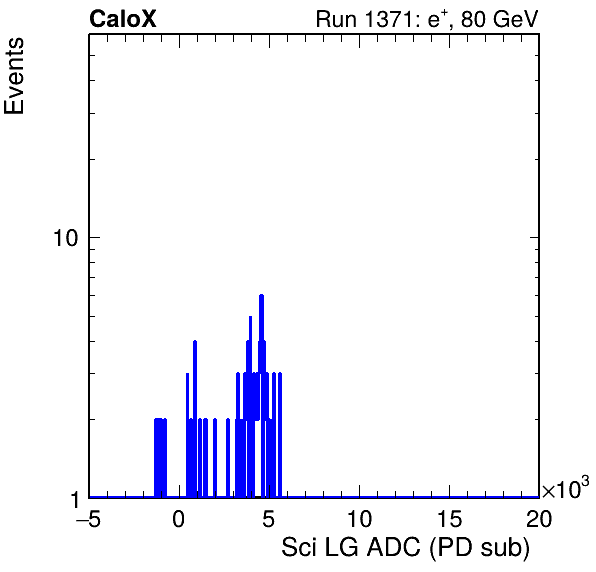 CaloX Run 1371: e⁺, 80 GeV
Events
10
1
−5 0 5 10 15 20 ×10³
Sci LG ADC (PD sub)